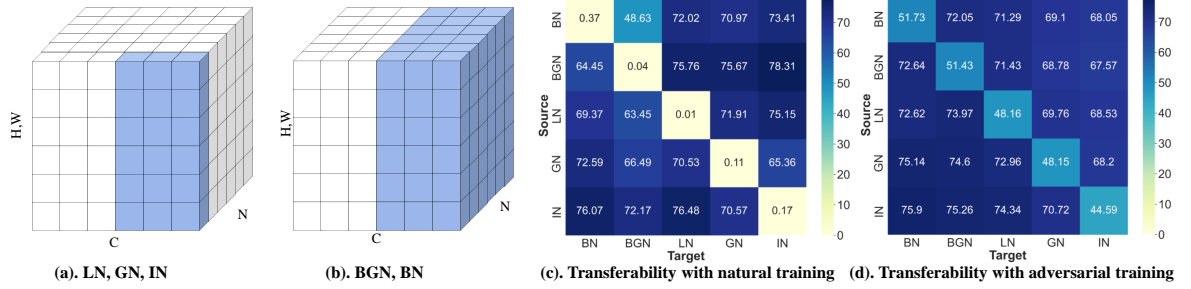 H,W
C
N
(a). LN, GN, IN
H,W
C
N
(b). BGN, BN
Source
BN 0.37 48.63 72.02 70.97 73.41
BGN 64.45 0.04 75.76 75.67 78.31
LN 69.37 63.45 0.01 71.91 75.15
GN 72.59 66.49 70.53 0.11 65.36
IN 76.07 72.17 76.48 70.57 0.17
BN BGN LN GN IN
Target
70
60
50
40
30
20
10
0
(c). Transferability with natural training
Source
BN 51.73 72.05 71.29 69.1 68.05
BGN 72.64 51.43 71.43 68.78 67.57
LN 72.62 73.97 48.16 69.76 68.53
GN 75.14 74.6 72.96 48.15 68.2
IN 75.9 75.26 74.34 70.72 44.59
BN BGN LN GN IN
Target
70
60
50
40
30
20
10
0
(d). Transferability with adversarial training